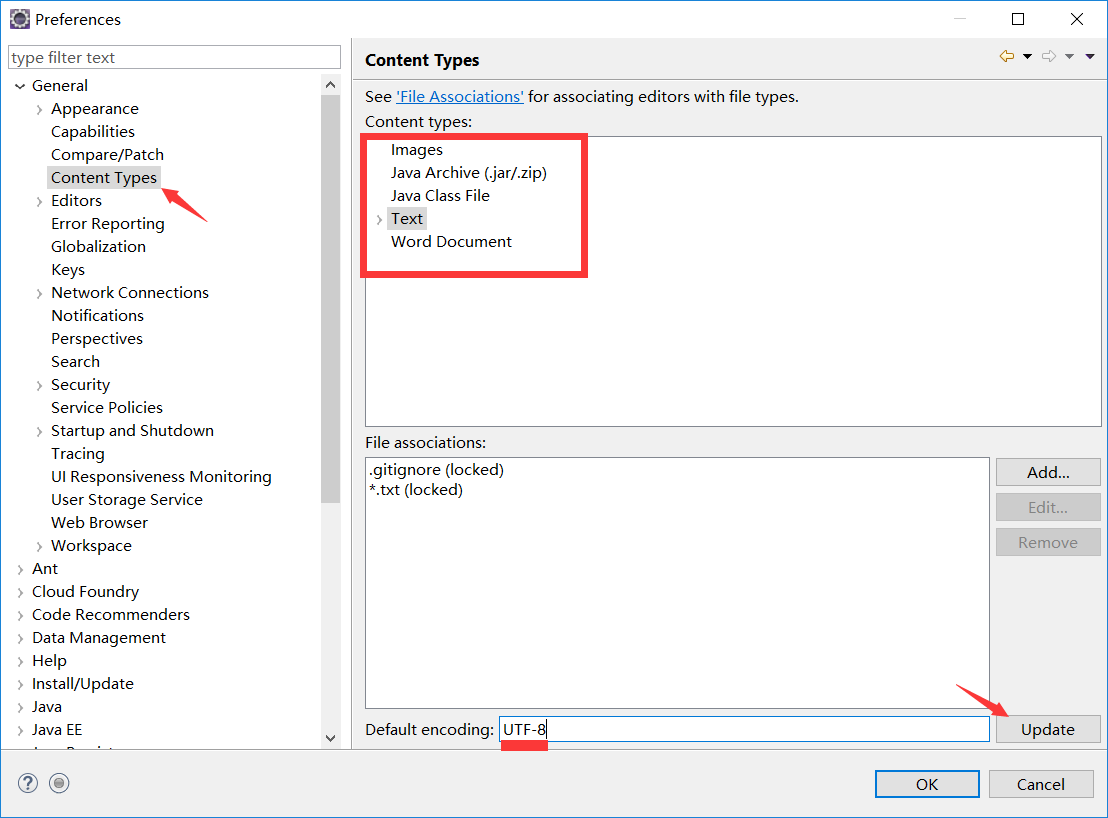 Preferences
type filter text
General
Appearance
Capabilities
Compare/Patch
Content Types
Editors
Error Reporting
Globalization
Keys
Network Connections
Notifications
Perspectives
Search
Security
Service Policies
Startup and Shutdown
Tracing
UI Responsiveness Monitoring
User Storage Service
Web Browser
Workspace
Ant
Cloud Foundry
Code Recommenders
Data Management
Help
Install/Update
Java
Java EE
Content Types
See 'File Associations' for associating editors with file types.
Content types:
Images
Java Archive (.jar/.zip)
Java Class File
Text
Word Document
File associations:
.gitignore (locked)
*.txt (locked)
Add...
Edit...
Remove
Default encoding: UTF-8 Update
OK Cancel